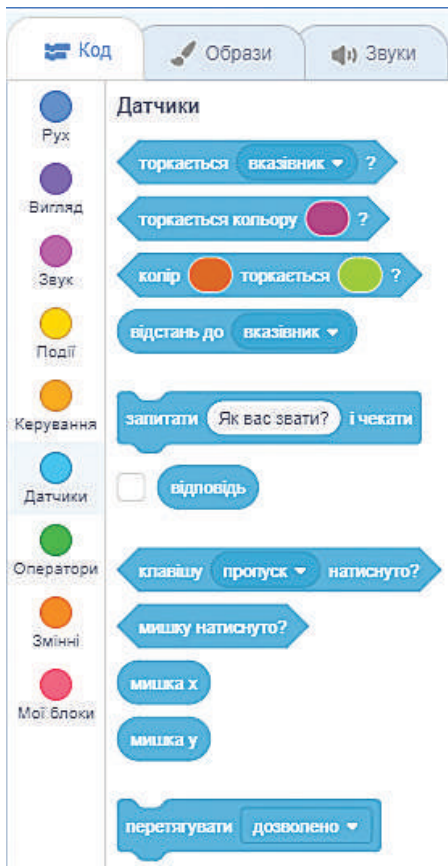 Код
Образи
Звуки
Рух
Вигляд
Звук
Події
Керування
Датчики
Оператори
Змінні
Мої блоки
Датчики
торкається вказівник ?
торкається кольору ?
колір торкається ?
відстань до вказівник
запитати Як вас звати? і чекати
відповідь
клавішу пропуск натиснуто?
мишку натиснуто?
мишка x
мишка y
перетягувати дозволено